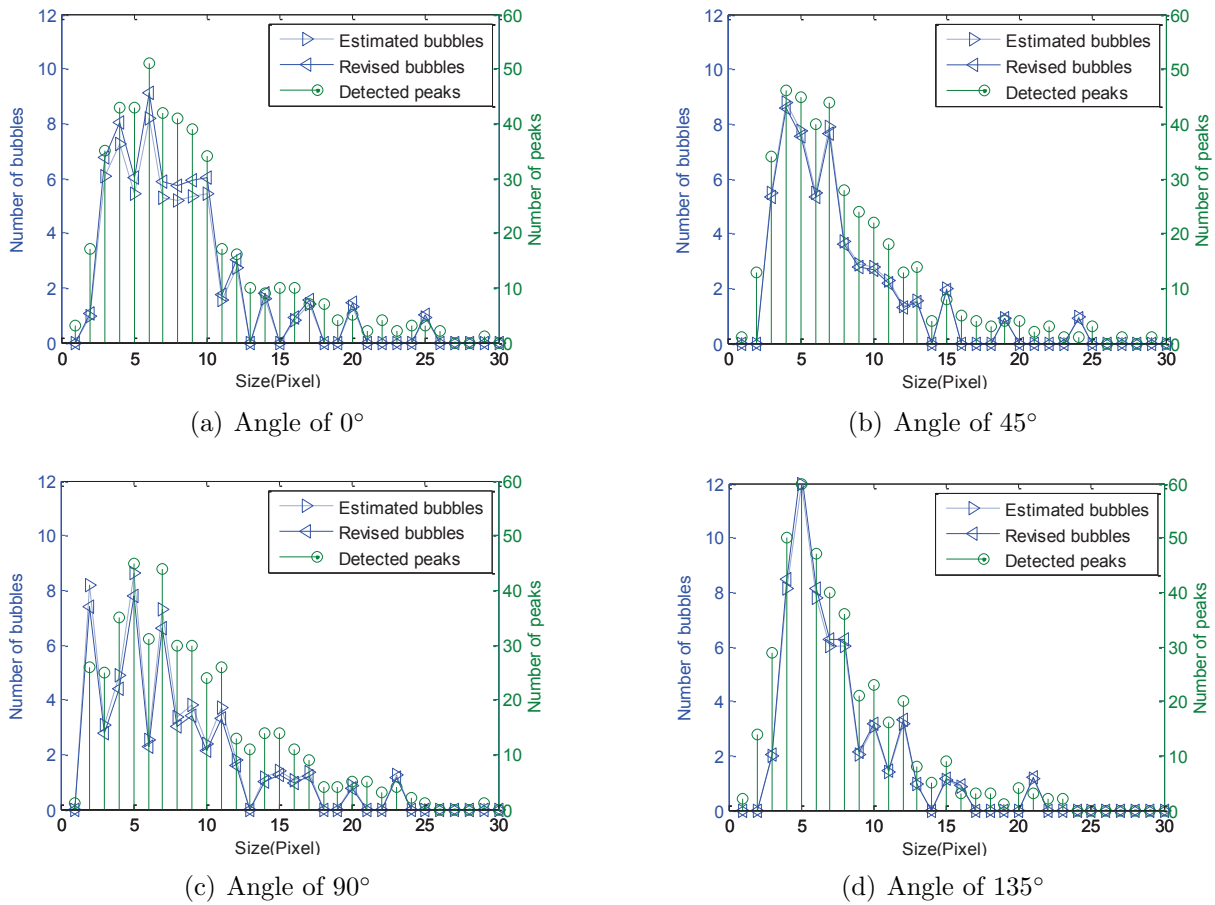 12
10
8
6
4
2
0
Number of bubbles
60
50
40
30
20
10
0
Number of peaks
Estimated bubbles
Revised bubbles
Detected peaks
0 5 10 15 20 25 30
Size(Pixel)
(a) Angle of 0°
12
10
8
6
4
2
0
Number of bubbles
60
50
40
30
20
10
0
Number of peaks
Estimated bubbles
Revised bubbles
Detected peaks
0 5 10 15 20 25 30
Size(Pixel)
(b) Angle of 45°
12
10
8
6
4
2
0
Number of bubbles
60
50
40
30
20
10
0
Number of peaks
Estimated bubbles
Revised bubbles
Detected peaks
0 5 10 15 20 25 30
Size(Pixel)
(c) Angle of 90°
12
10
8
6
4
2
0
Number of bubbles
60
50
40
30
20
10
0
Number of peaks
Estimated bubbles
Revised bubbles
Detected peaks
0 5 10 15 20 25 30
Size(Pixel)
(d) Angle of 135°